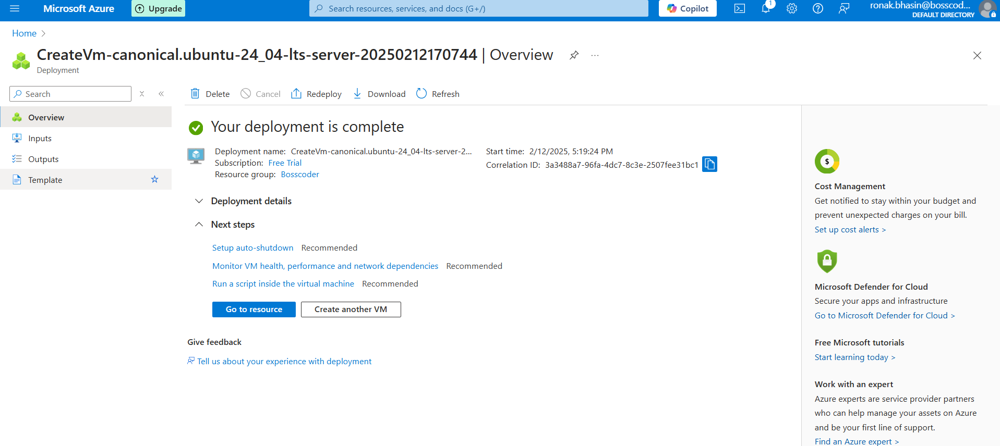 Microsoft Azure
Upgrade
Search resources, services, and docs (G+/)
Copilot
1
ronak.bhasin@bosscod...
DEFAULT DIRECTORY
Home
CreateVm-canonical.ubuntu-24_04-lts-server-20250212170744 | Overview
Deployment
Search
Delete
Cancel
Redeploy
Download
Refresh
Overview
Inputs
Outputs
Template
Your deployment is complete
Deployment name: CreateVm-canonical.ubuntu-24_04-lts-server-2...
Subscription: Free Trial
Resource group: Bosscoder
Start time: 2/12/2025, 5:19:24 PM
Correlation ID: 3a3488a7-96fa-4dc7-8c3e-2507fee31bc1
Deployment details
Next steps
Setup auto-shutdown Recommended
Monitor VM health, performance and network dependencies Recommended
Run a script inside the virtual machine Recommended
Go to resource
Create another VM
Give feedback
Tell us about your experience with deployment
$
Cost Management
Get notified to stay within your budget and
prevent unexpected charges on your bill.
Set up cost alerts >
Microsoft Defender for Cloud
Secure your apps and infrastructure
Go to Microsoft Defender for Cloud >
Free Microsoft tutorials
Start learning today >
Work with an expert
Azure experts are service provider partners
who can help manage your assets on Azure
and be your first line of support.
Find an Azure expert >